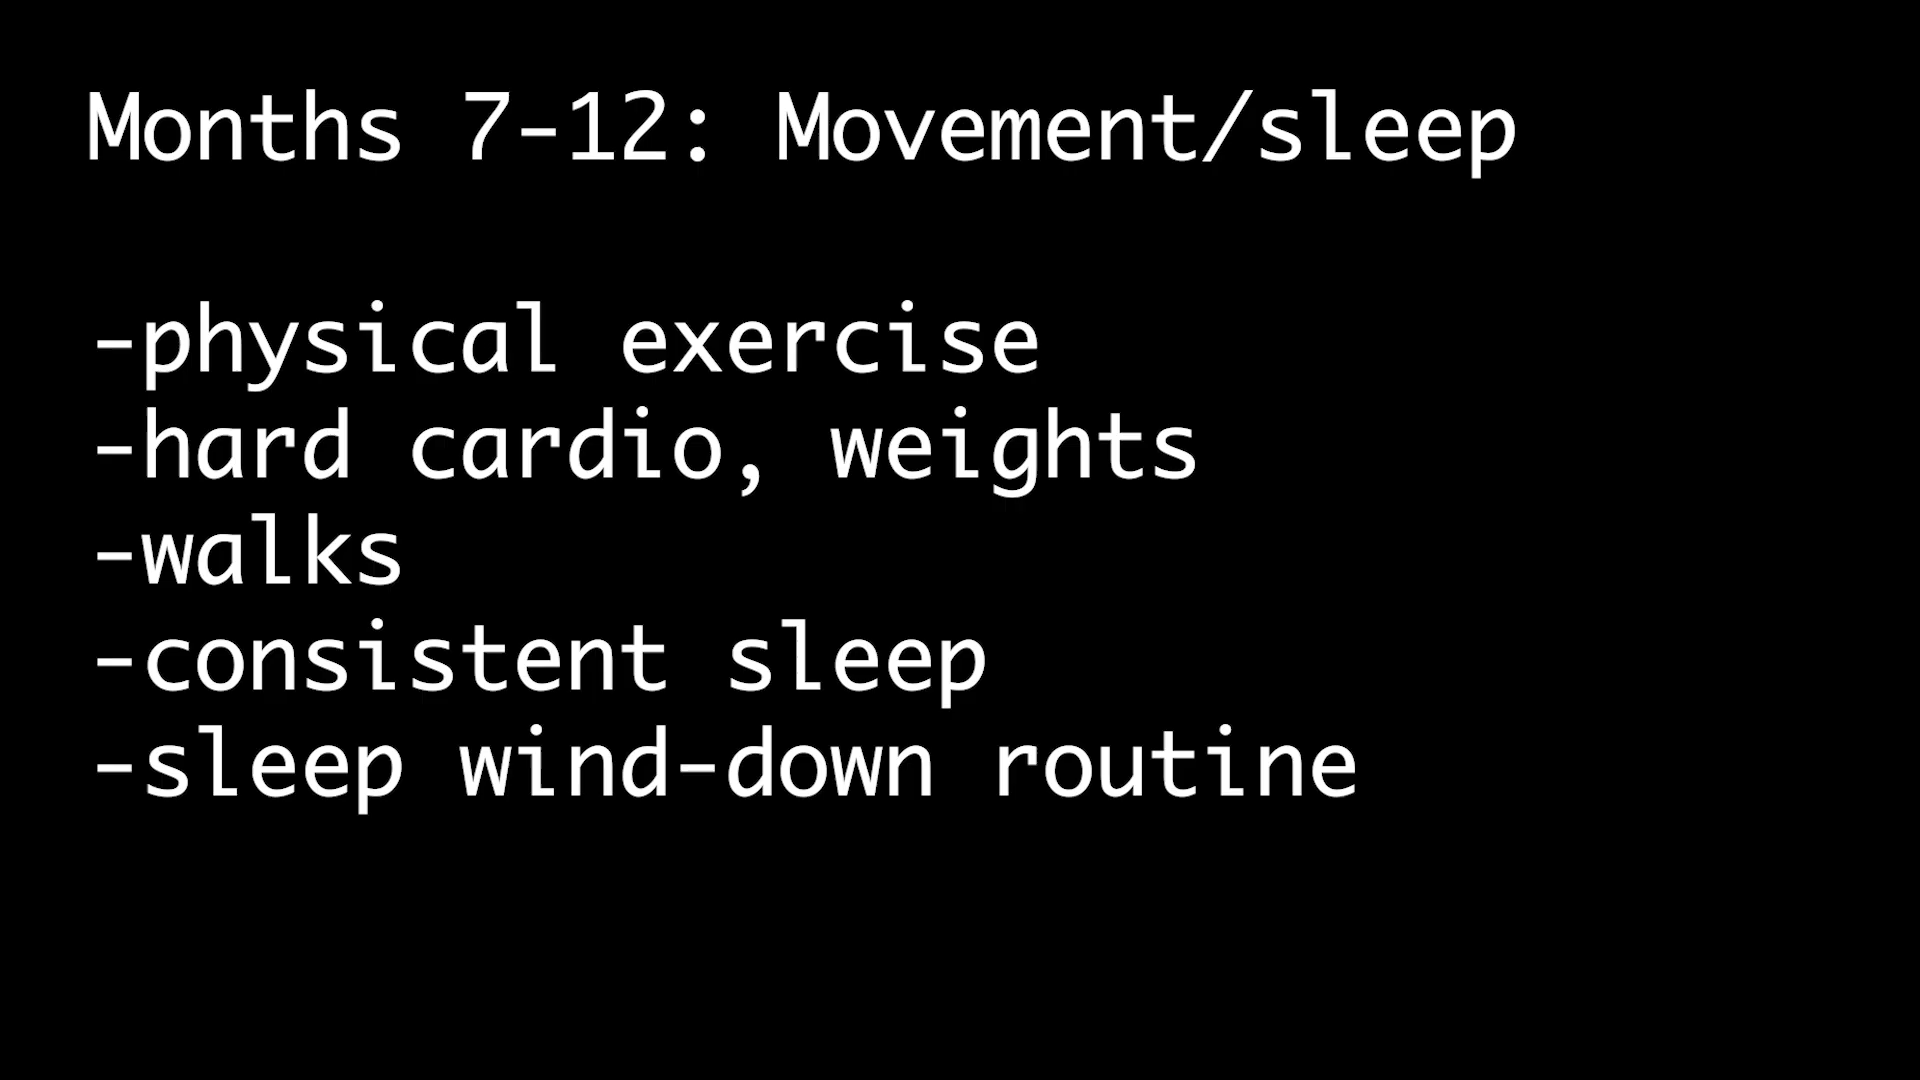 Months 7-12: Movement/sleep
-physical exercise
-hard cardio, weights
-walks
-consistent sleep
-sleep wind-down routine